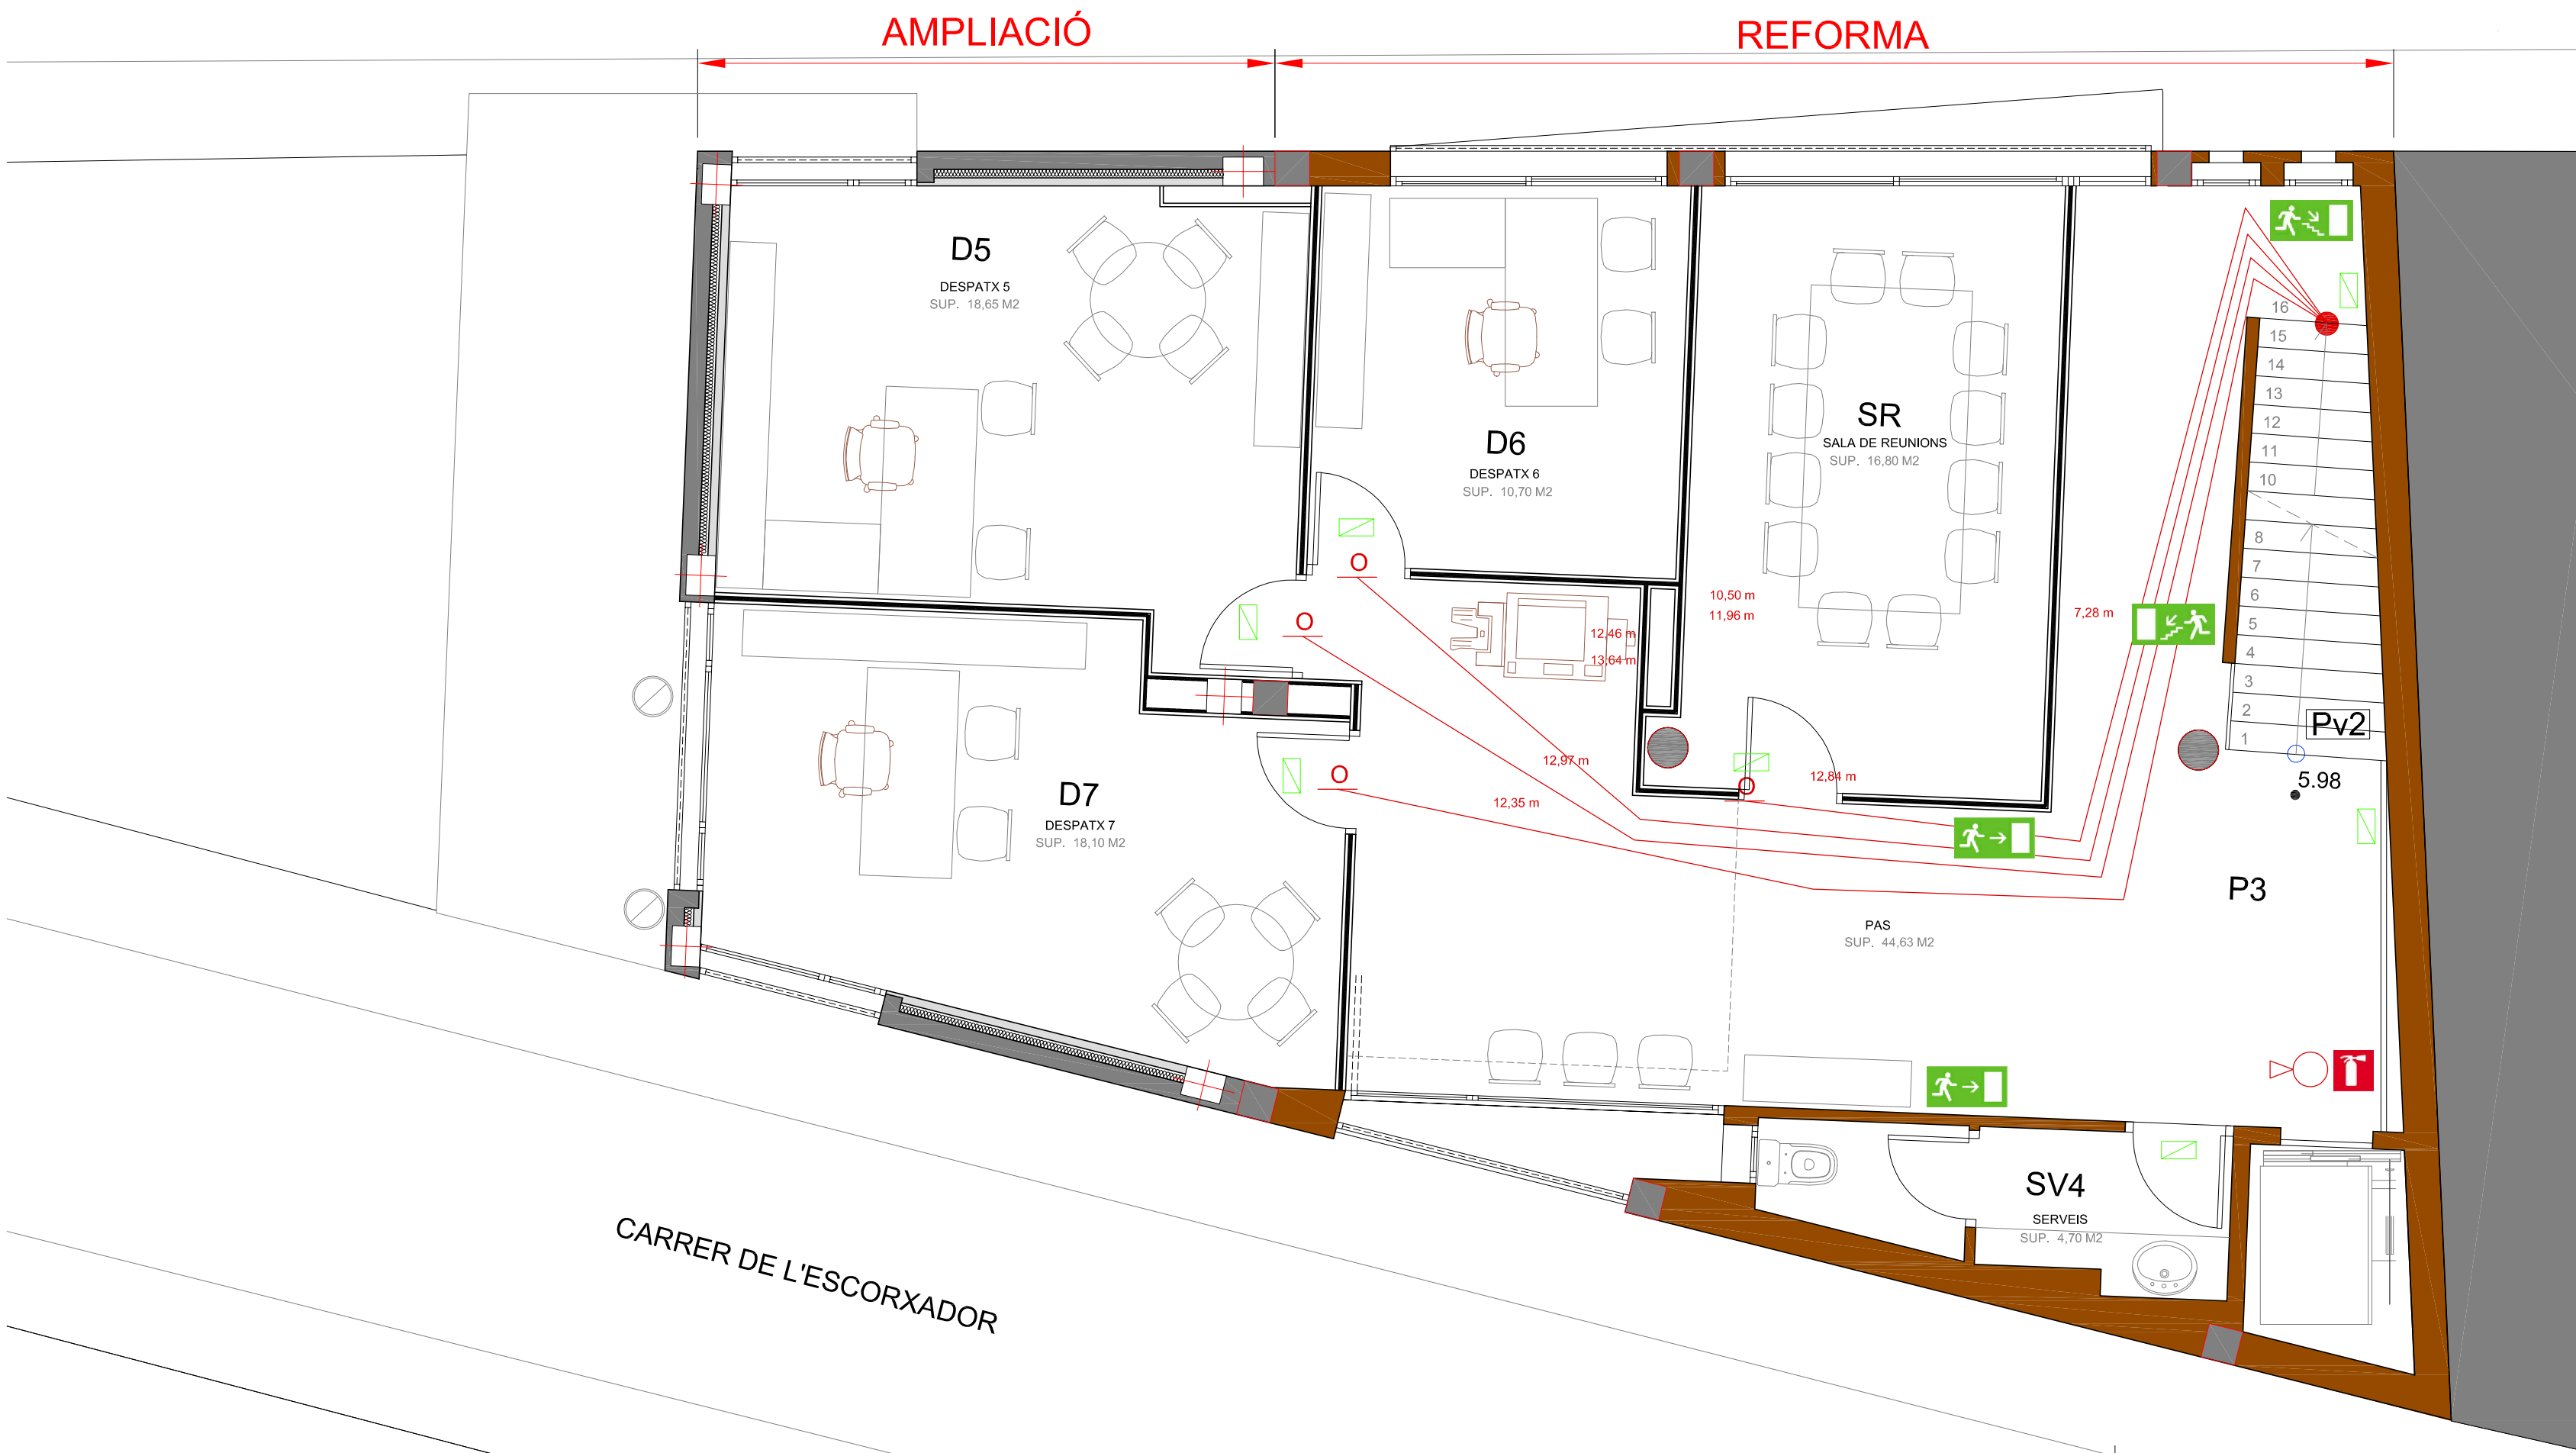 AMPLIACIÓ
REFORMA
D5
DESPATX 5
SUP. 18,65 M2
D6
DESPATX 6
SUP. 10,70 M2
SR
SALA DE REUNIONS
SUP. 16,80 M2
16
15
14
13
12
11
10
8
7
6
5
4
3
2
1
Pv2
5.98
O
O
O
O
10,50 m
11,96 m
12,46 m
13,64 m
7,28 m
12,97 m
12,84 m
12,35 m
D7
DESPATX 7
SUP. 18,10 M2
P3
PAS
SUP. 44,63 M2
SV4
SERVEIS
SUP. 4,70 M2
CARRER DE L'ESCORXADOR